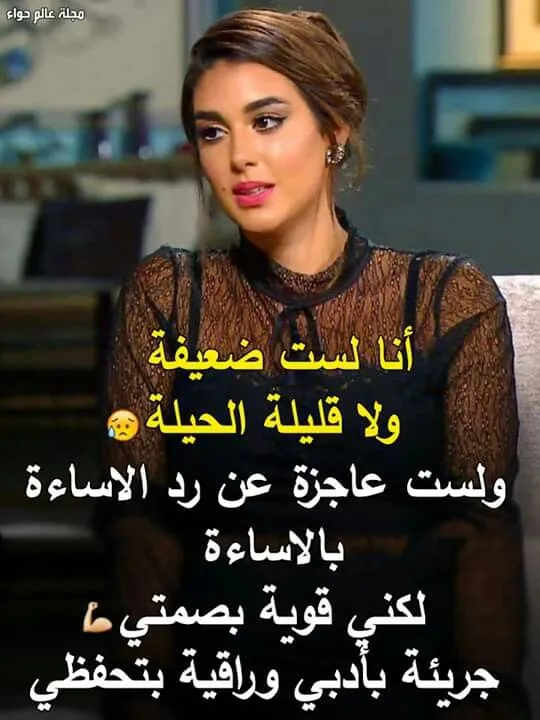 مجلة عالم حواء
أنا لست ضعيفة
ولا قليلة الحيلة😥
ولست عاجزة عن رد الاساءة
بالاساءة
لكني قوية بصمتي💪🏼
جريئة بأدبي وراقية بتحفظي